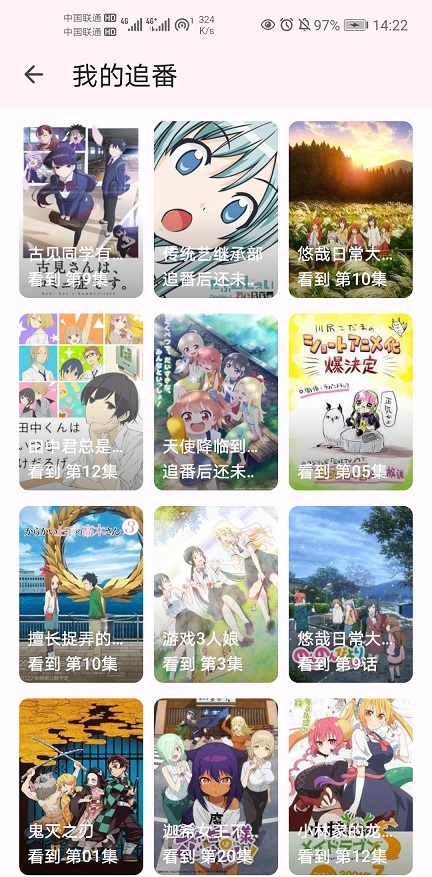 中国联通 HD 4G 4G+ 1 324 K/s 97% 14:22
中国联通 HD
我的追番
古贝同学有…
看到 第9集
古見さんは、
传统艺继承部
追番后还未…
悠哉日常大…
看到 第10集
田中君总是…
看到 第12集
田中くんは
天使降临到…
追番后还未…
川尻こだまの
ショートアニメ化
爆決定
看到 第05集
放送
からかい上手の高木さん3
擅长捉弄的…
看到 第10集
游戏3人娘
看到 第3集
悠哉日常大…
看到 第9话
鬼灭之刃
看到 第01集
迦希女王不…
看到 第20集
小林家的龙…
看到 第12集